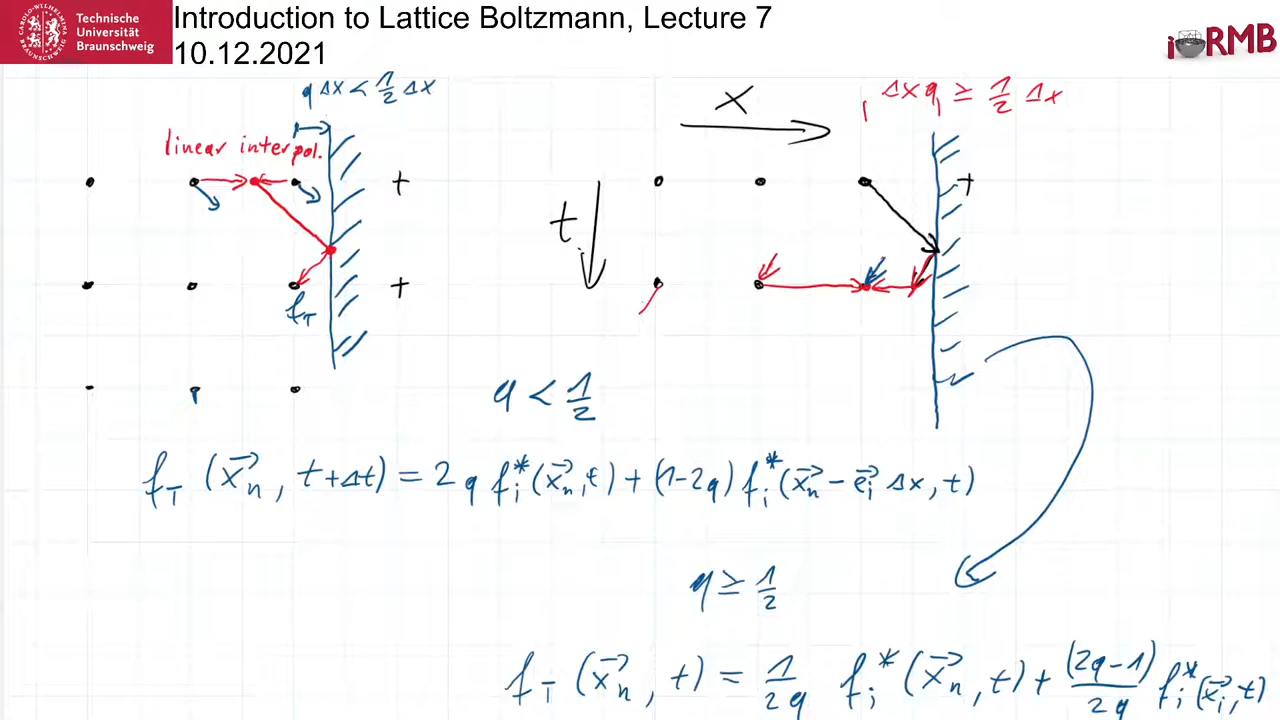 Technische
Universität
Braunschweig
Introduction to Lattice Boltzmann, Lecture 7
10.12.2021
iRMB
q Δx < 1/2 Δx
linear interpol.
x
Δx q ≥ 1/2 Δx
+
+
t
+
f_T
q < 1/2
f_T (x⃗_n, t+Δt) = 2 q f_i^*(x⃗_n, t) + (1-2q) f_i^*(x⃗_n - e⃗_i Δx, t)
q ≥ 1/2
f_T (x⃗_n, t) = 1/2q f_i^*(x⃗_n, t) + (2q-1)/2q f_i^*(x⃗_i, t)